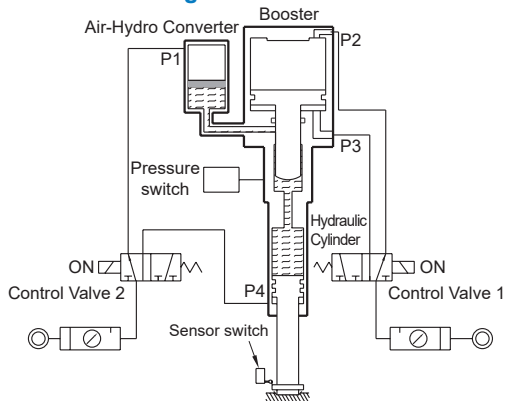 Booster
Air-Hydro Converter
P1
P2
P3
Pressure
switch
Hydraulic
Cylinder
ON
ON
P4
Control Valve 2
Control Valve 1
Sensor switch